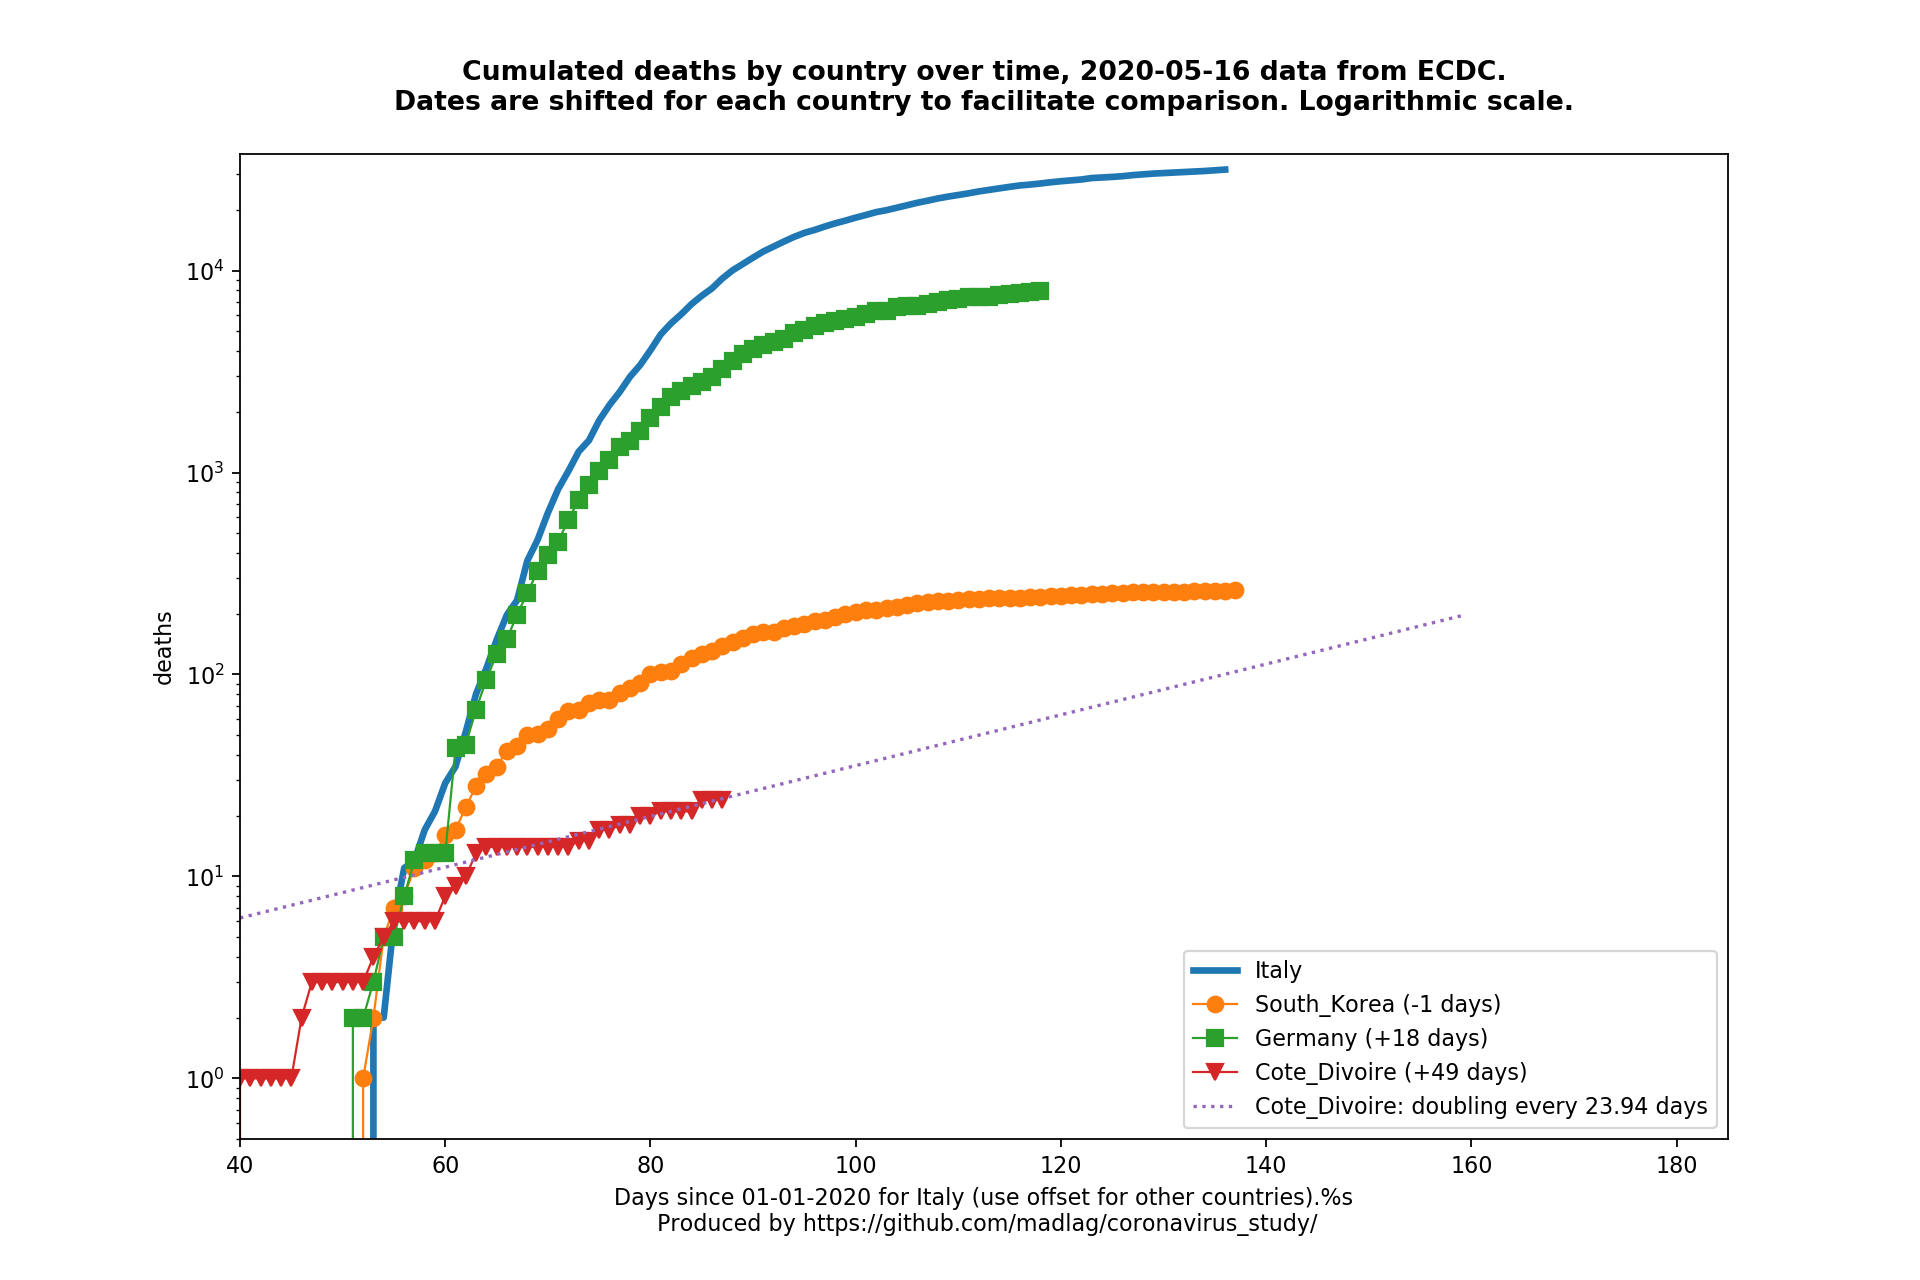 Cumulated deaths by country over time, 2020-05-16 data from ECDC.
Dates are shifted for each country to facilitate comparison. Logarithmic scale.
deaths
10⁴
10³
10²
10¹
10⁰
40 60 80 100 120 140 160 180
Italy
South_Korea (-1 days)
Germany (+18 days)
Cote_Divoire (+49 days)
Cote_Divoire: doubling every 23.94 days
Days since 01-01-2020 for Italy (use offset for other countries).%s
Produced by https://github.com/madlag/coronavirus_study/